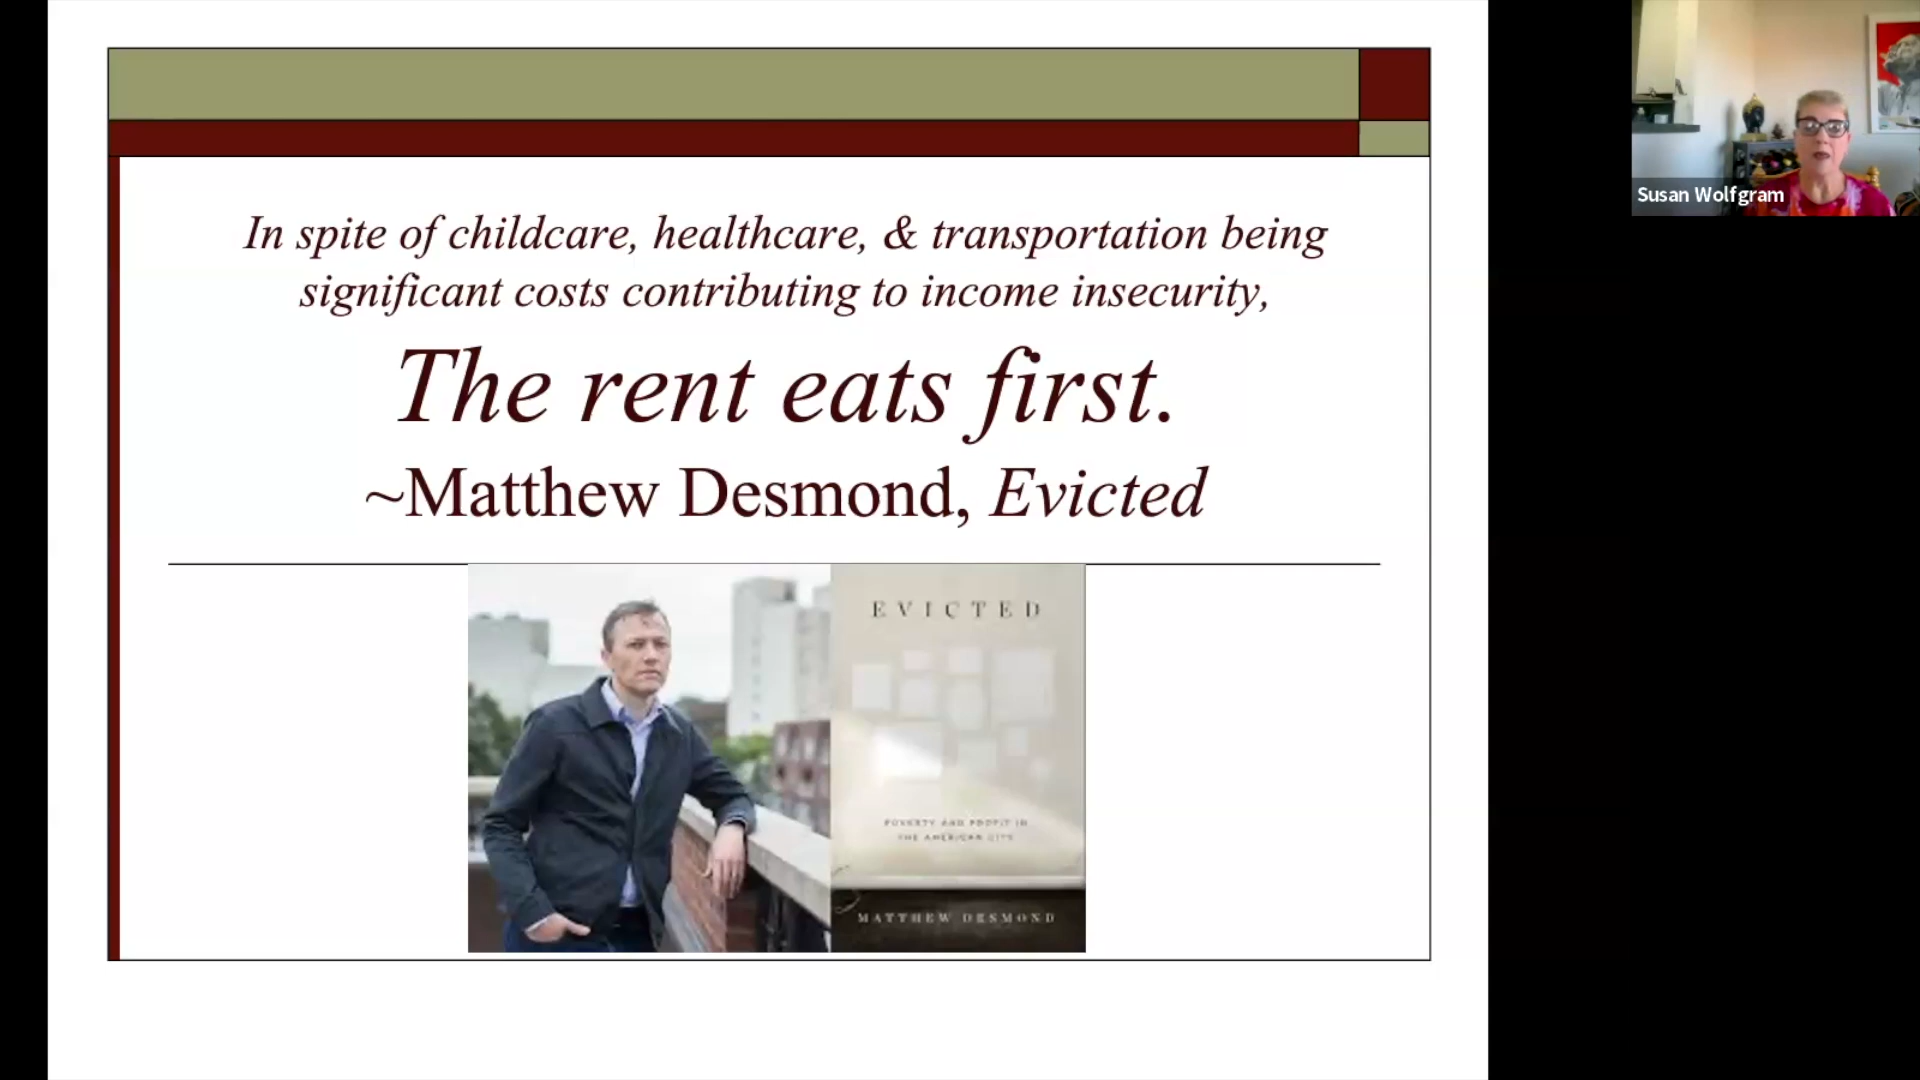 In spite of childcare, healthcare, & transportation being
significant costs contributing to income insecurity,
The rent eats first.
~Matthew Desmond, Evicted
EVICTED
POVERTY AND PROFIT IN
THE AMERICAN CITY
MATTHEW DESMOND
Susan Wolfgram